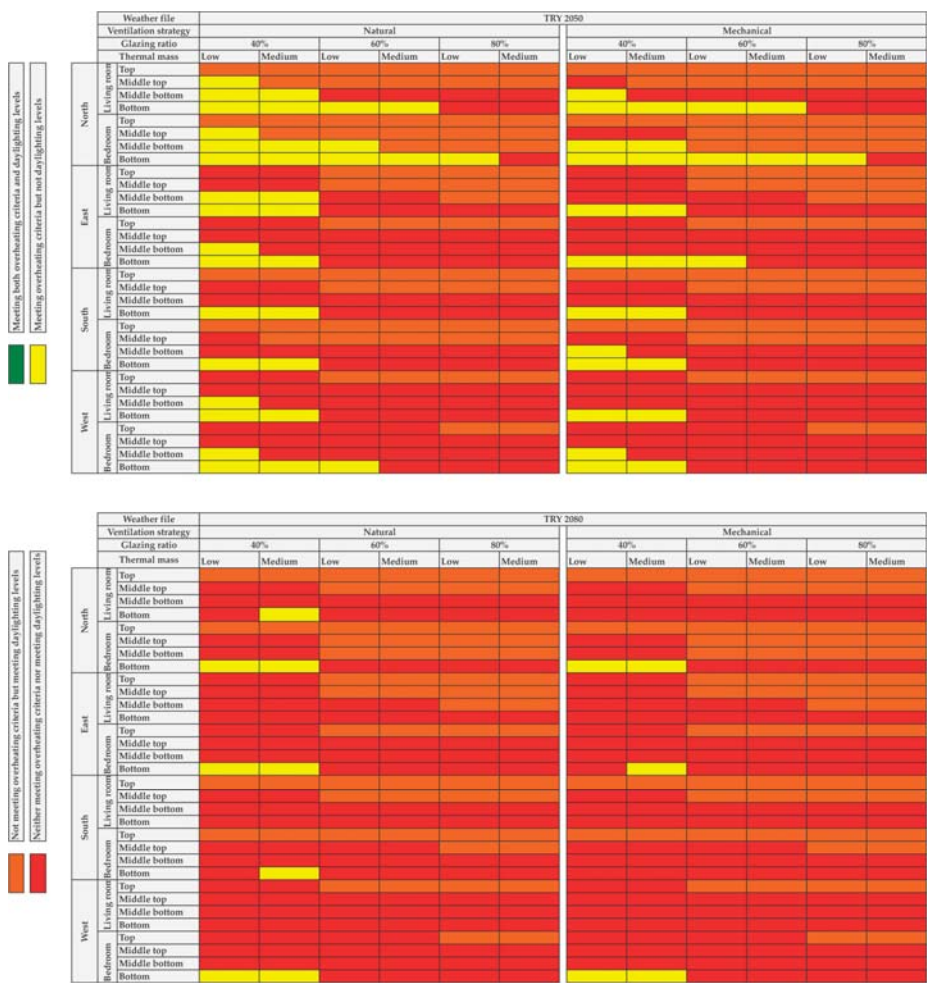 Meeting both overheating criteria and daylighting levels
Meeting overheating criteria but not daylighting levels
Weather file TRY 2050
Ventilation strategy Natural Mechanical
Glazing ratio 40% 60% 80% 40% 60% 80%
Thermal mass Low Medium Low Medium Low Medium Low Medium Low Medium Low Medium
North
Living room
Top
Middle top
Middle bottom
Bottom
Bedroom
Top
Middle top
Middle bottom
Bottom
East
Living room
Top
Middle top
Middle bottom
Bottom
Bedroom
Top
Middle top
Middle bottom
Bottom
South
Living room
Top
Middle top
Middle bottom
Bottom
Bedroom
Top
Middle top
Middle bottom
Bottom
West
Living room
Top
Middle top
Middle bottom
Bottom
Bedroom
Top
Middle top
Middle bottom
Bottom
Not meeting overheating criteria but meeting daylighting levels
Neither meeting overheating criteria nor meeting daylighting levels
Weather file TRY 2080
Ventilation strategy Natural Mechanical
Glazing ratio 40% 60% 80% 40% 60% 80%
Thermal mass Low Medium Low Medium Low Medium Low Medium Low Medium Low Medium
North
Living room
Top
Middle top
Middle bottom
Bottom
Bedroom
Top
Middle top
Middle bottom
Bottom
East
Living room
Top
Middle top
Middle bottom
Bottom
Bedroom
Top
Middle top
Middle bottom
Bottom
South
Living room
Top
Middle top
Middle bottom
Bottom
Bedroom
Top
Middle top
Middle bottom
Bottom
West
Living room
Top
Middle top
Middle bottom
Bottom
Bedroom
Top
Middle top
Middle bottom
Bottom